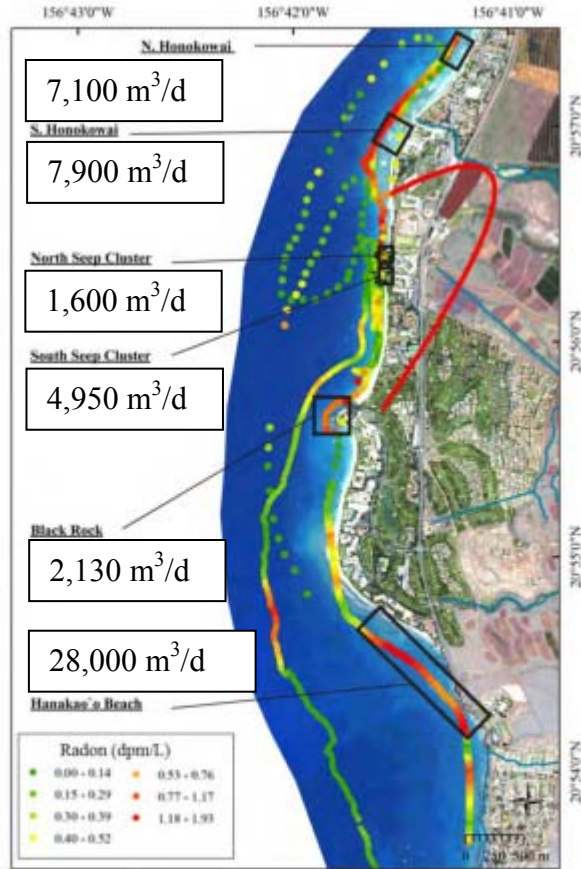 156°43'0"W 156°42'0"W 156°41'0"W
N. Honokowai
7,100 m³/d
20°57'0"N
S. Honokowai
7,900 m³/d
North Seep Cluster
1,600 m³/d
20°56'0"N
South Seep Cluster
4,950 m³/d
Black Rock
2,130 m³/d
20°55'0"N
28,000 m³/d
Hanakao`o Beach
20°54'0"N
Radon (dpm/L)
0.00 - 0.14 0.53 - 0.76
0.15 - 0.29 0.77 - 1.17
0.30 - 0.39 1.18 - 1.93
0.40 - 0.52
0 250 500 m